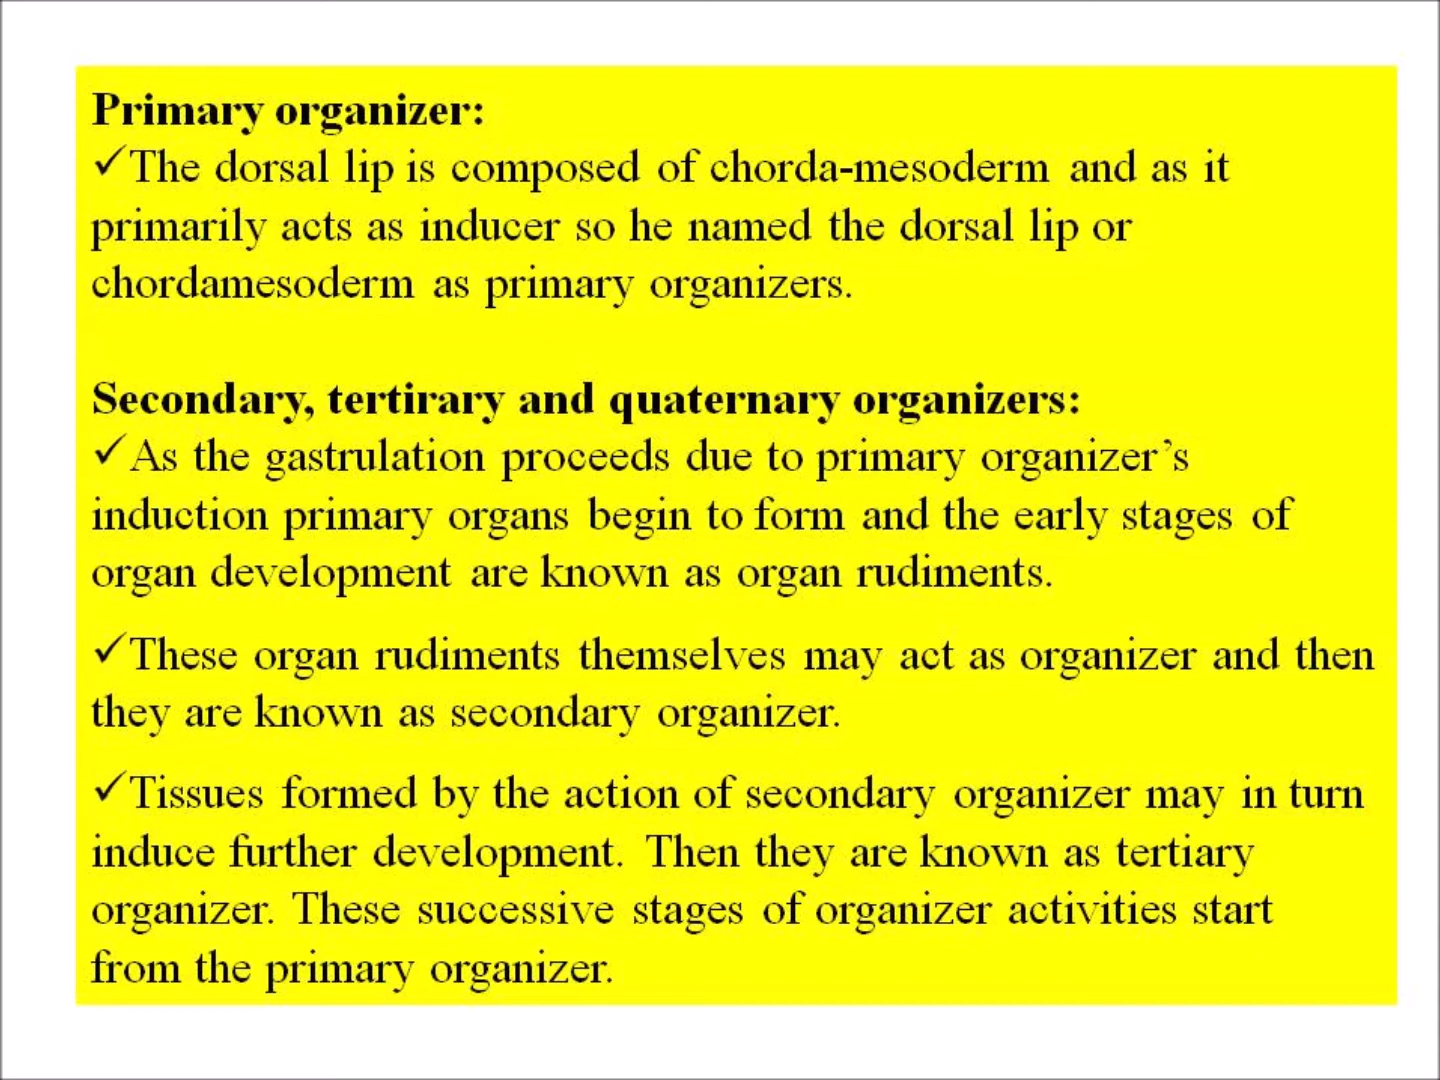 Primary organizer:
✓The dorsal lip is composed of chorda-mesoderm and as it
primarily acts as inducer so he named the dorsal lip or
chordamesoderm as primary organizers.
Secondary, tertirary and quaternary organizers:
✓As the gastrulation proceeds due to primary organizer's
induction primary organs begin to form and the early stages of
organ development are known as organ rudiments.
✓These organ rudiments themselves may act as organizer and then
they are known as secondary organizer.
✓Tissues formed by the action of secondary organizer may in turn
induce further development. Then they are known as tertiary
organizer. These successive stages of organizer activities start
from the primary organizer.